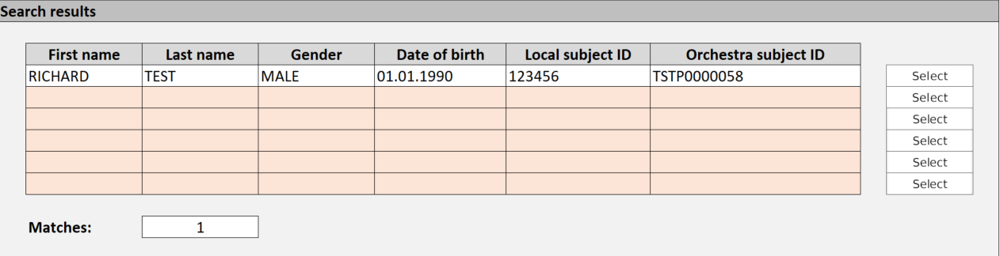 Search results
First name Last name Gender Date of birth Local subject ID Orchestra subject ID
RICHARD TEST MALE 01.01.1990 123456 TSTP0000058 Select
Select
Select
Select
Select
Select
Matches: 1